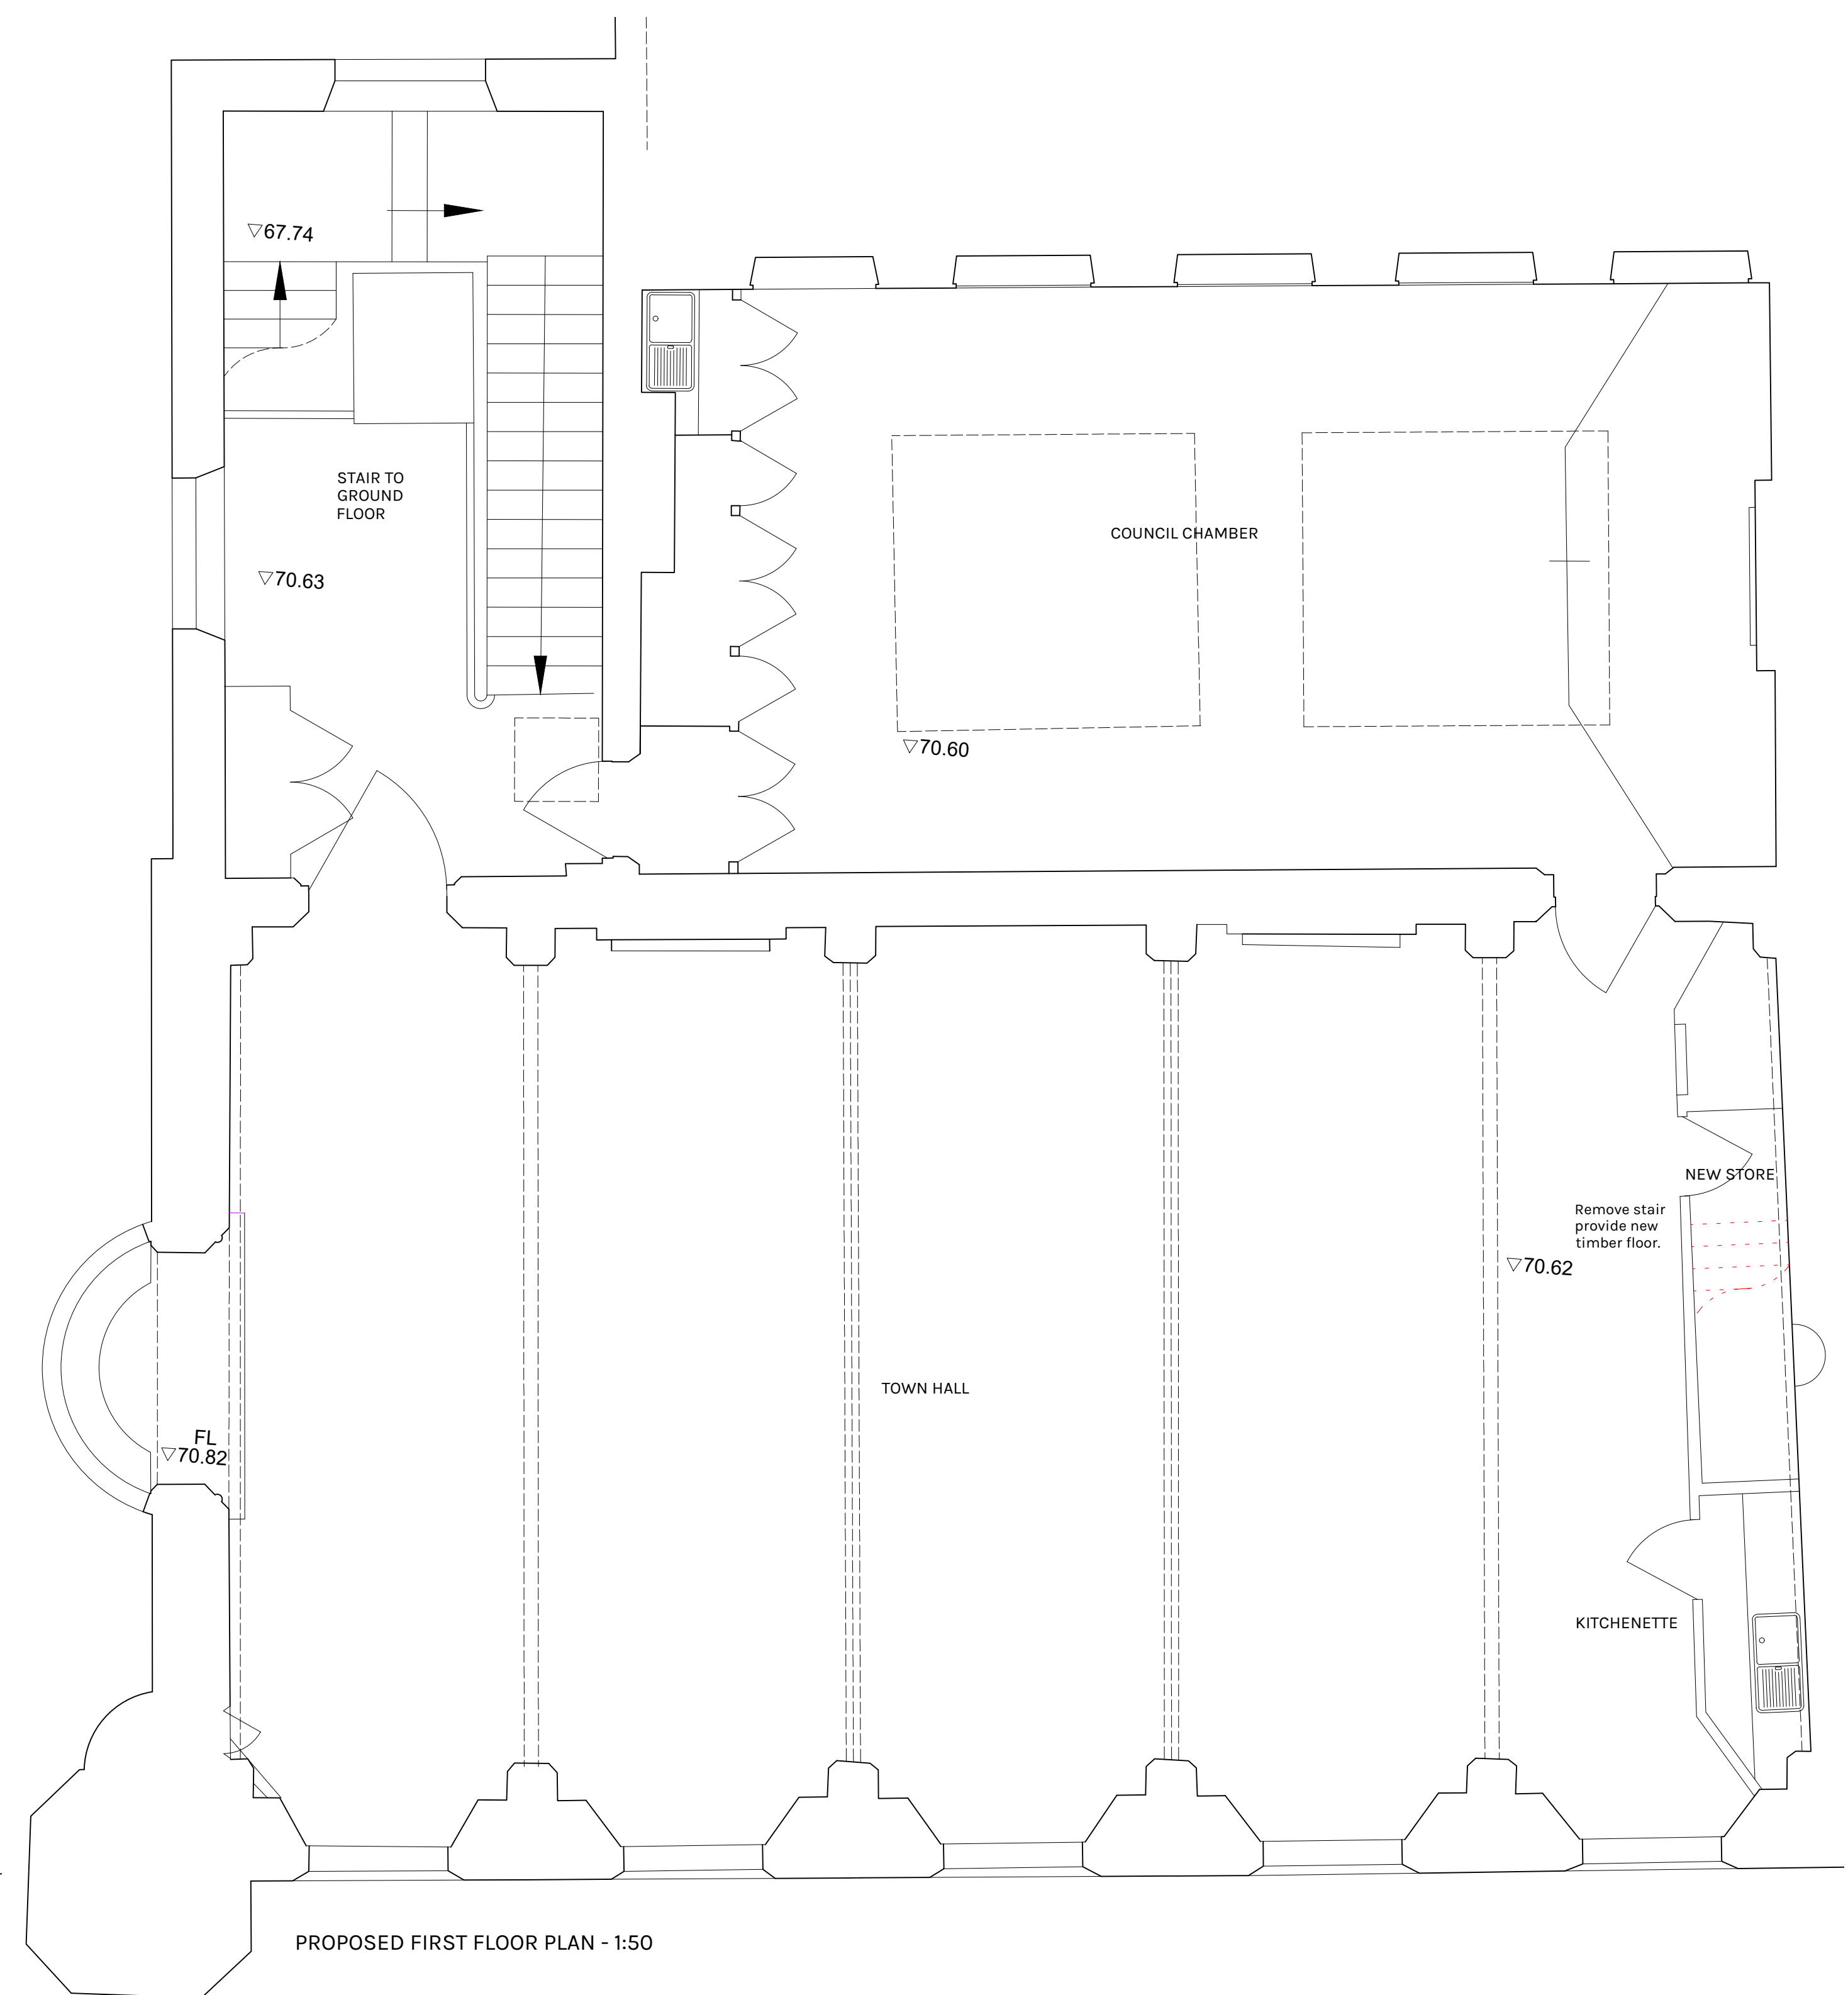 ▽67.74
STAIR TO
GROUND
FLOOR
▽70.63
COUNCIL CHAMBER
▽70.60
NEW STORE
Remove stair
provide new
timber floor.
▽70.62
TOWN HALL
FL
▽70.82
KITCHENETTE
PROPOSED FIRST FLOOR PLAN - 1:50